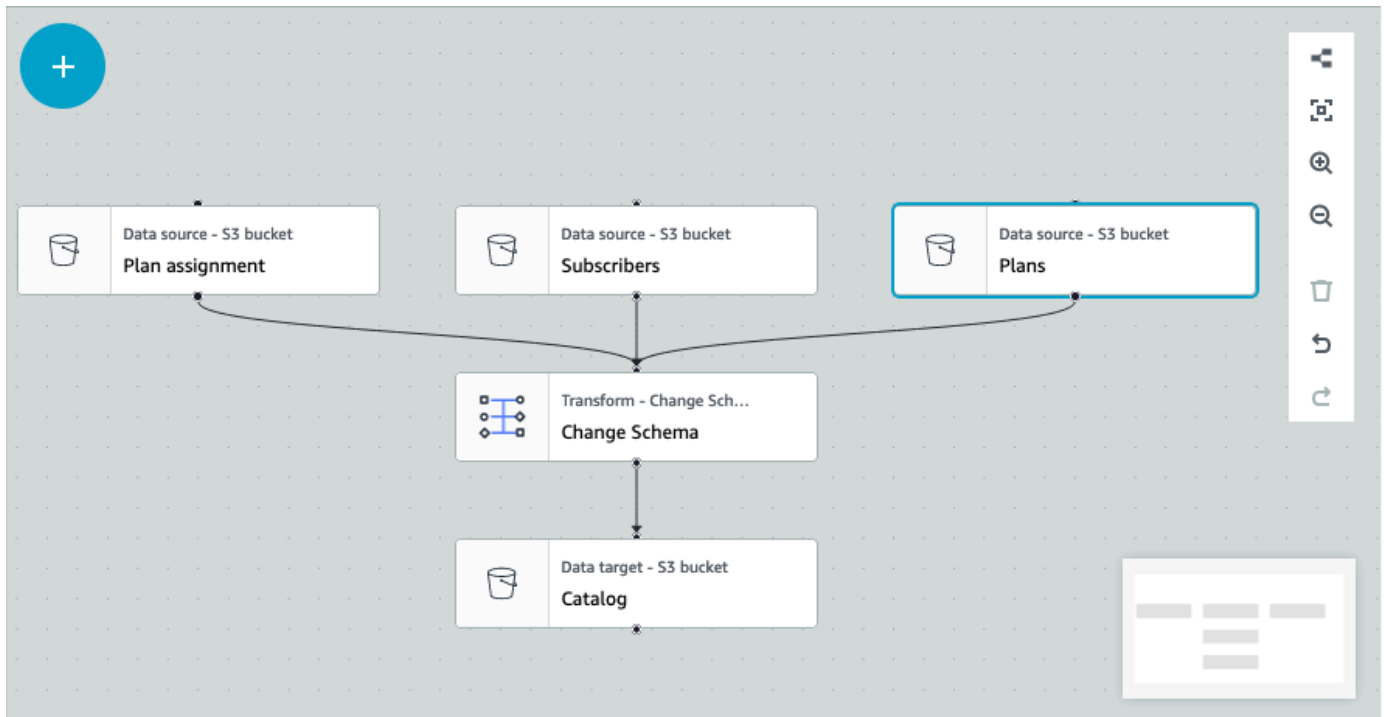 Data source - S3 bucket
Plan assignment
Data source - S3 bucket
Subscribers
Data source - S3 bucket
Plans
Transform - Change Sch...
Change Schema
Data target - S3 bucket
Catalog